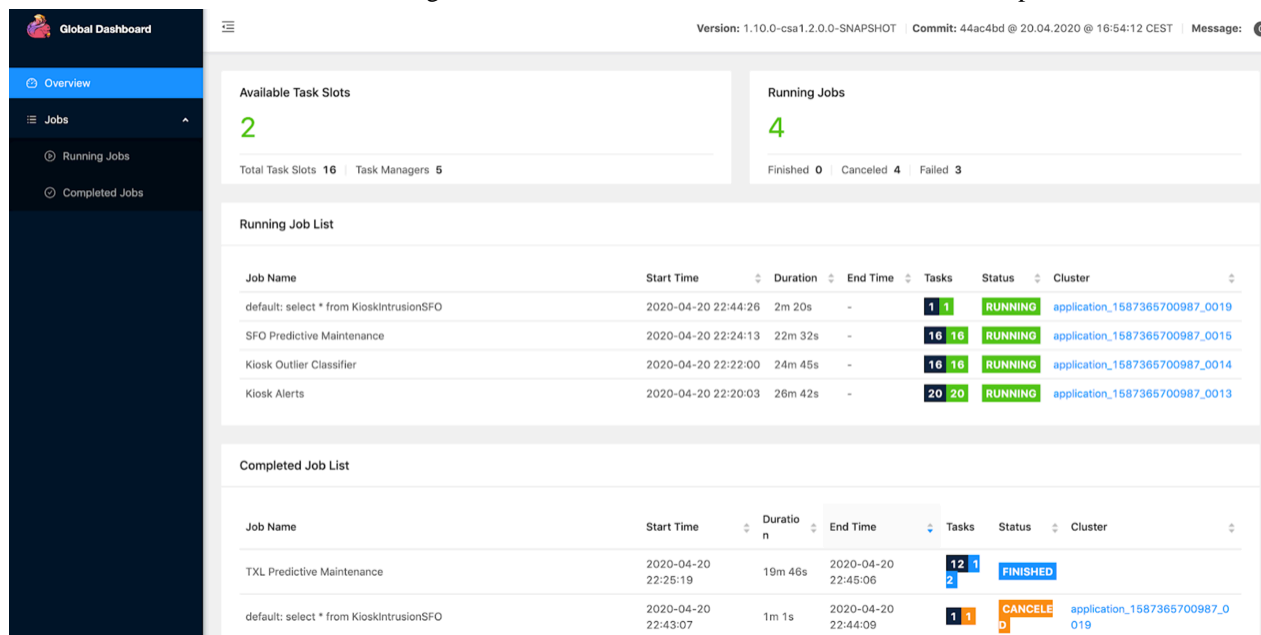 Global Dashboard
Version: 1.10.0-csa1.2.0.0-SNAPSHOT Commit: 44ac4bd @ 20.04.2020 @ 16:54:12 CEST Message:
Overview
Jobs
Running Jobs
Completed Jobs
Available Task Slots
2
Total Task Slots 16 Task Managers 5
Running Jobs
4
Finished 0 Canceled 4 Failed 3
Running Job List
Job Name Start Time Duration End Time Tasks Status Cluster
default: select * from KioskIntrusionSFO 2020-04-20 22:44:26 2m 20s - 1 1 RUNNING application_1587365700987_0019
SFO Predictive Maintenance 2020-04-20 22:24:13 22m 32s - 16 16 RUNNING application_1587365700987_0015
Kiosk Outlier Classifier 2020-04-20 22:22:00 24m 45s - 16 16 RUNNING application_1587365700987_0014
Kiosk Alerts 2020-04-20 22:20:03 26m 42s - 20 20 RUNNING application_1587365700987_0013
Completed Job List
Job Name Start Time Duratio End Time Tasks Status Cluster
n
2020-04-20 2020-04-20 12 1
TXL Predictive Maintenance 19m 46s FINISHED
22:25:19 22:45:06 2
2020-04-20 2020-04-20 CANCELE application_1587365700987_0
default: select * from KioskIntrusionSFO 1m 1s 1 1
22:43:07 22:44:09 D 019